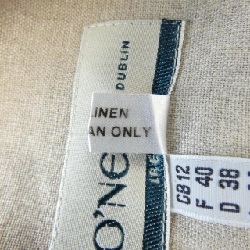 DUBLIN
LINEN
AN ONLY
O'NE
GB 12
F 40
D 38